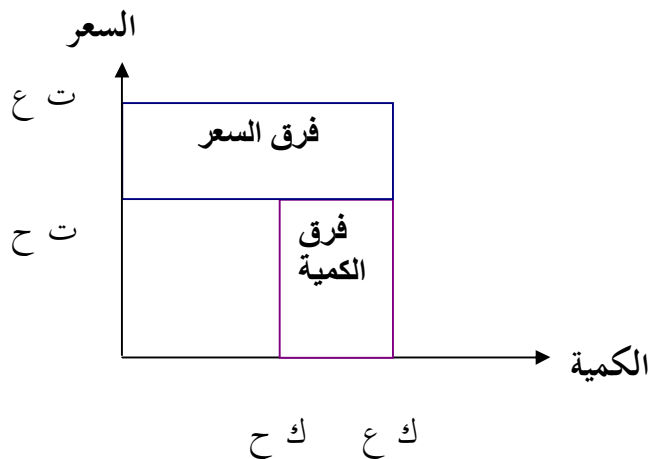 السعر
ت ع
فرق السعر
ت ح
فرق
الكمية
الكمية
ك ح
ك ع